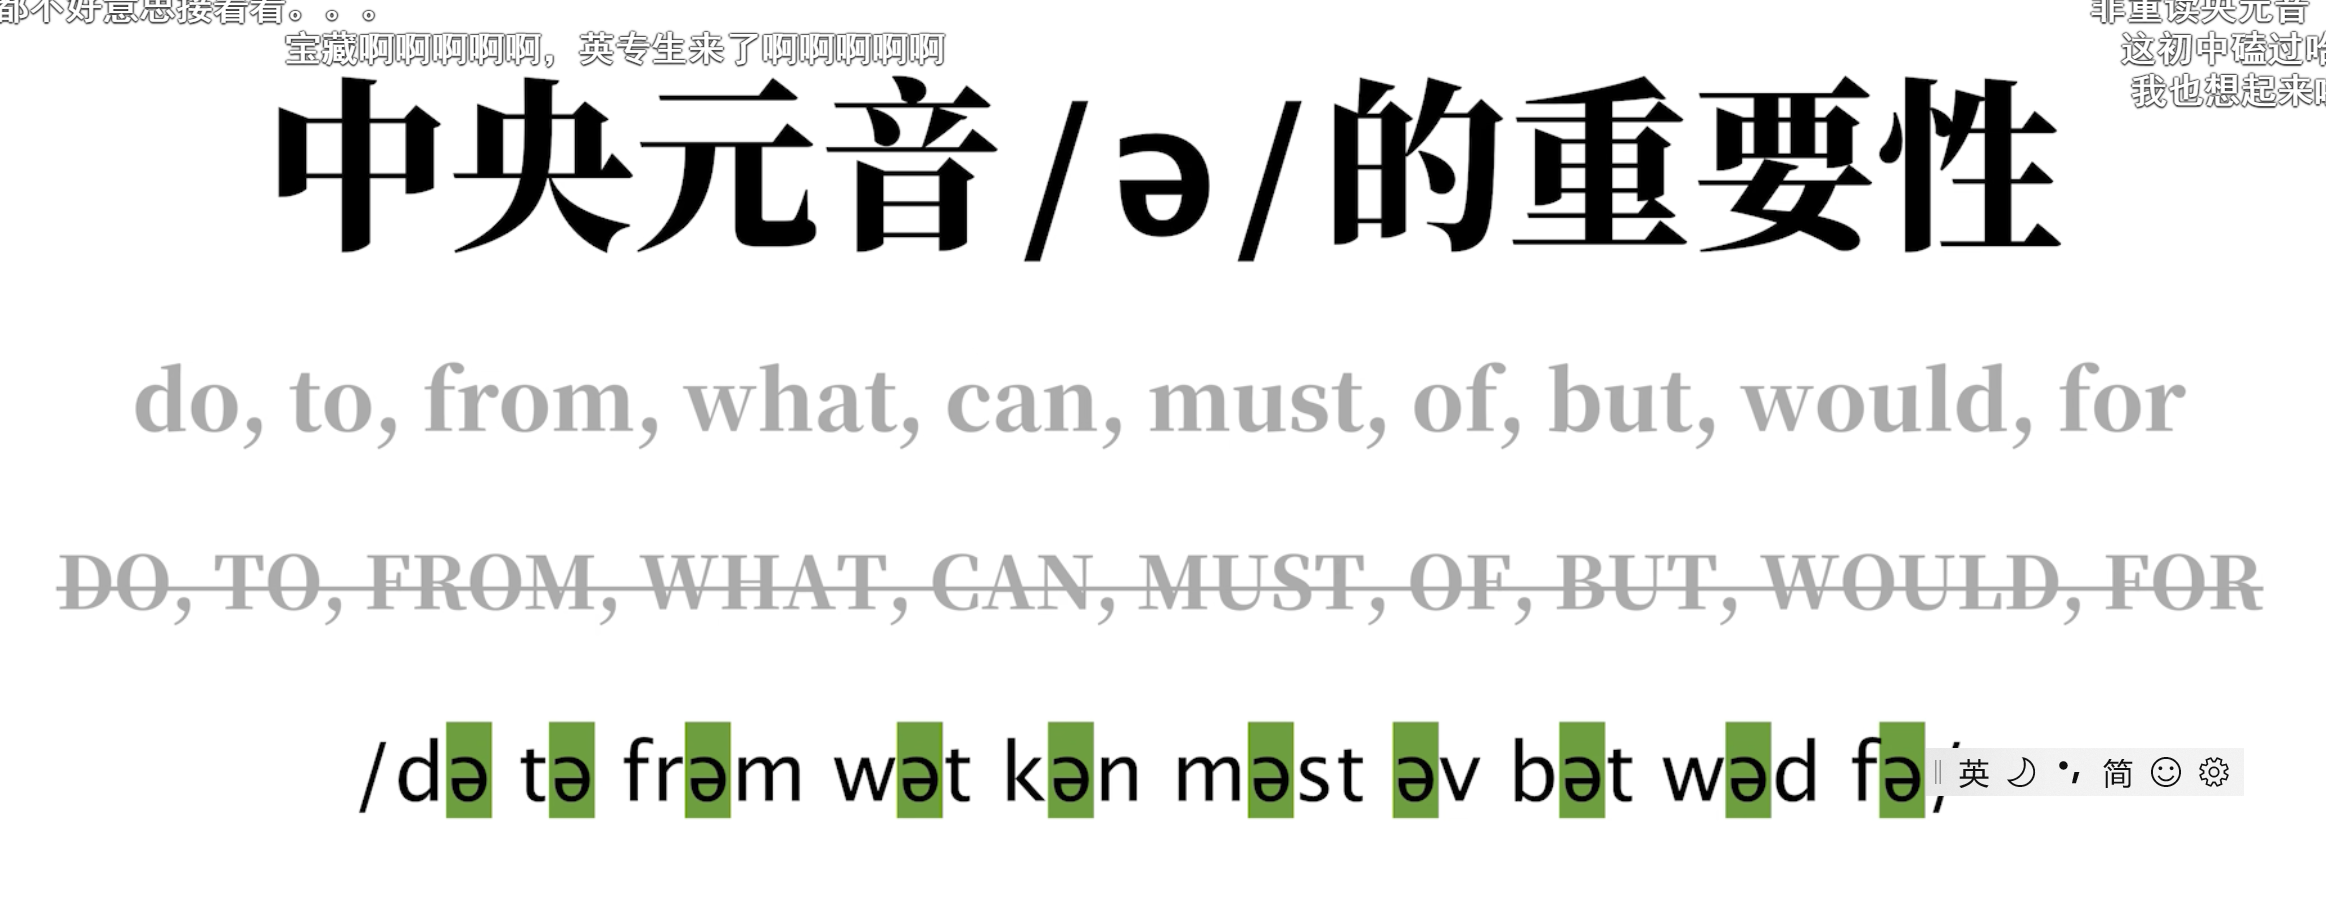 都不好意思接着看。。。
非重读央元音
宝藏啊啊啊啊啊，英专生来了啊啊啊啊啊
这初中磕过
我也想起来
中央元音/ə/的重要性
do, to, from, what, can, must, of, but, would, for
DO, TO, FROM, WHAT, CAN, MUST, OF, BUT, WOULD, FOR
/də tə frəm wət kən məst əv bət wəd fə/
英 简